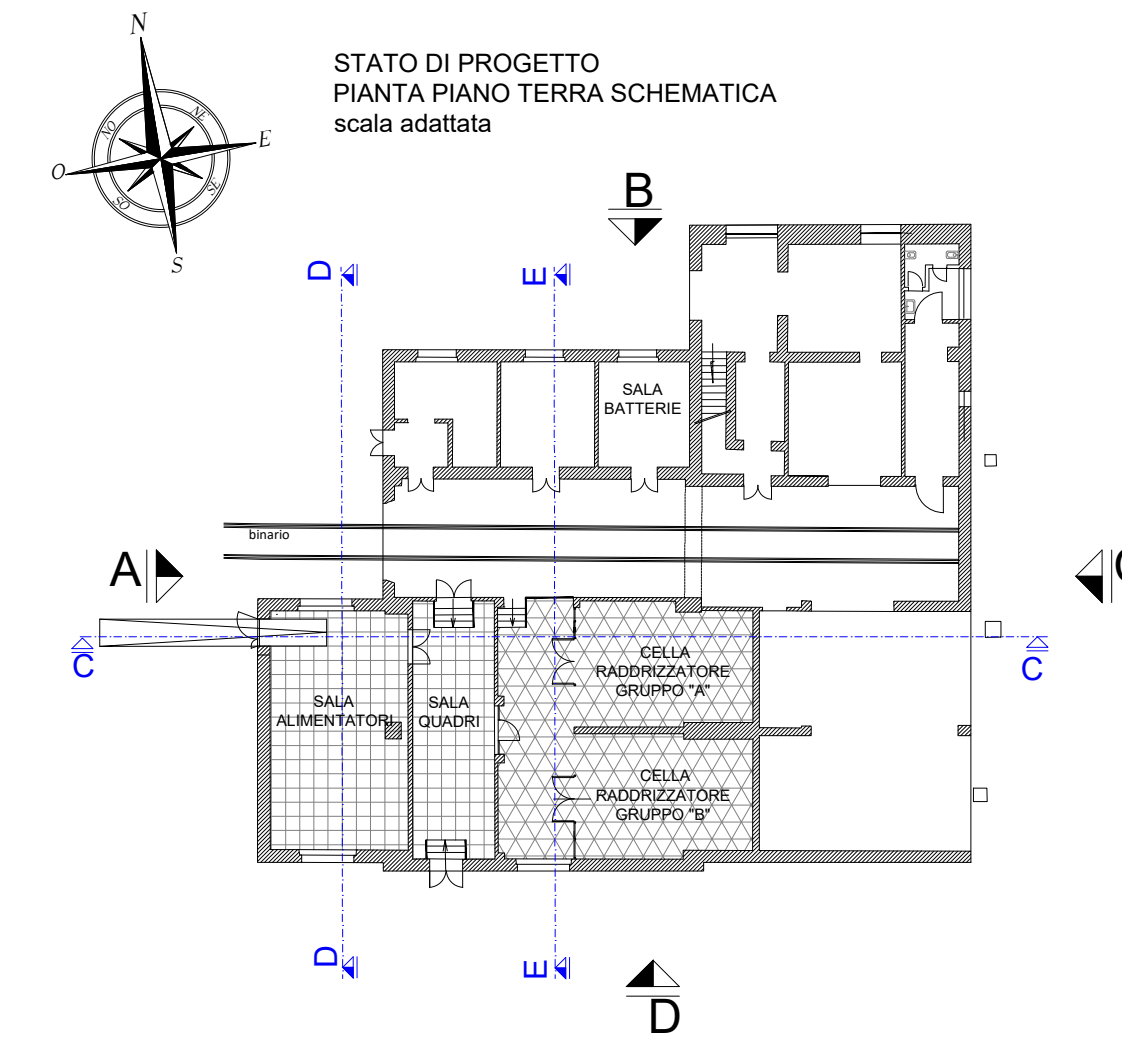 N
NO
NE
O
E
SO
SE
S
STATO DI PROGETTO
PIANTA PIANO TERRA SCHEMATICA
scala adattata
B
D
E
SALA
BATTERIE
binario
A
C
C
C
CELLA
RADDRIZZATORE
GRUPPO "A"
SALA
ALIMENTATORI
SALA
QUADRI
CELLA
RADDRIZZATORE
GRUPPO "B"
D
E
D